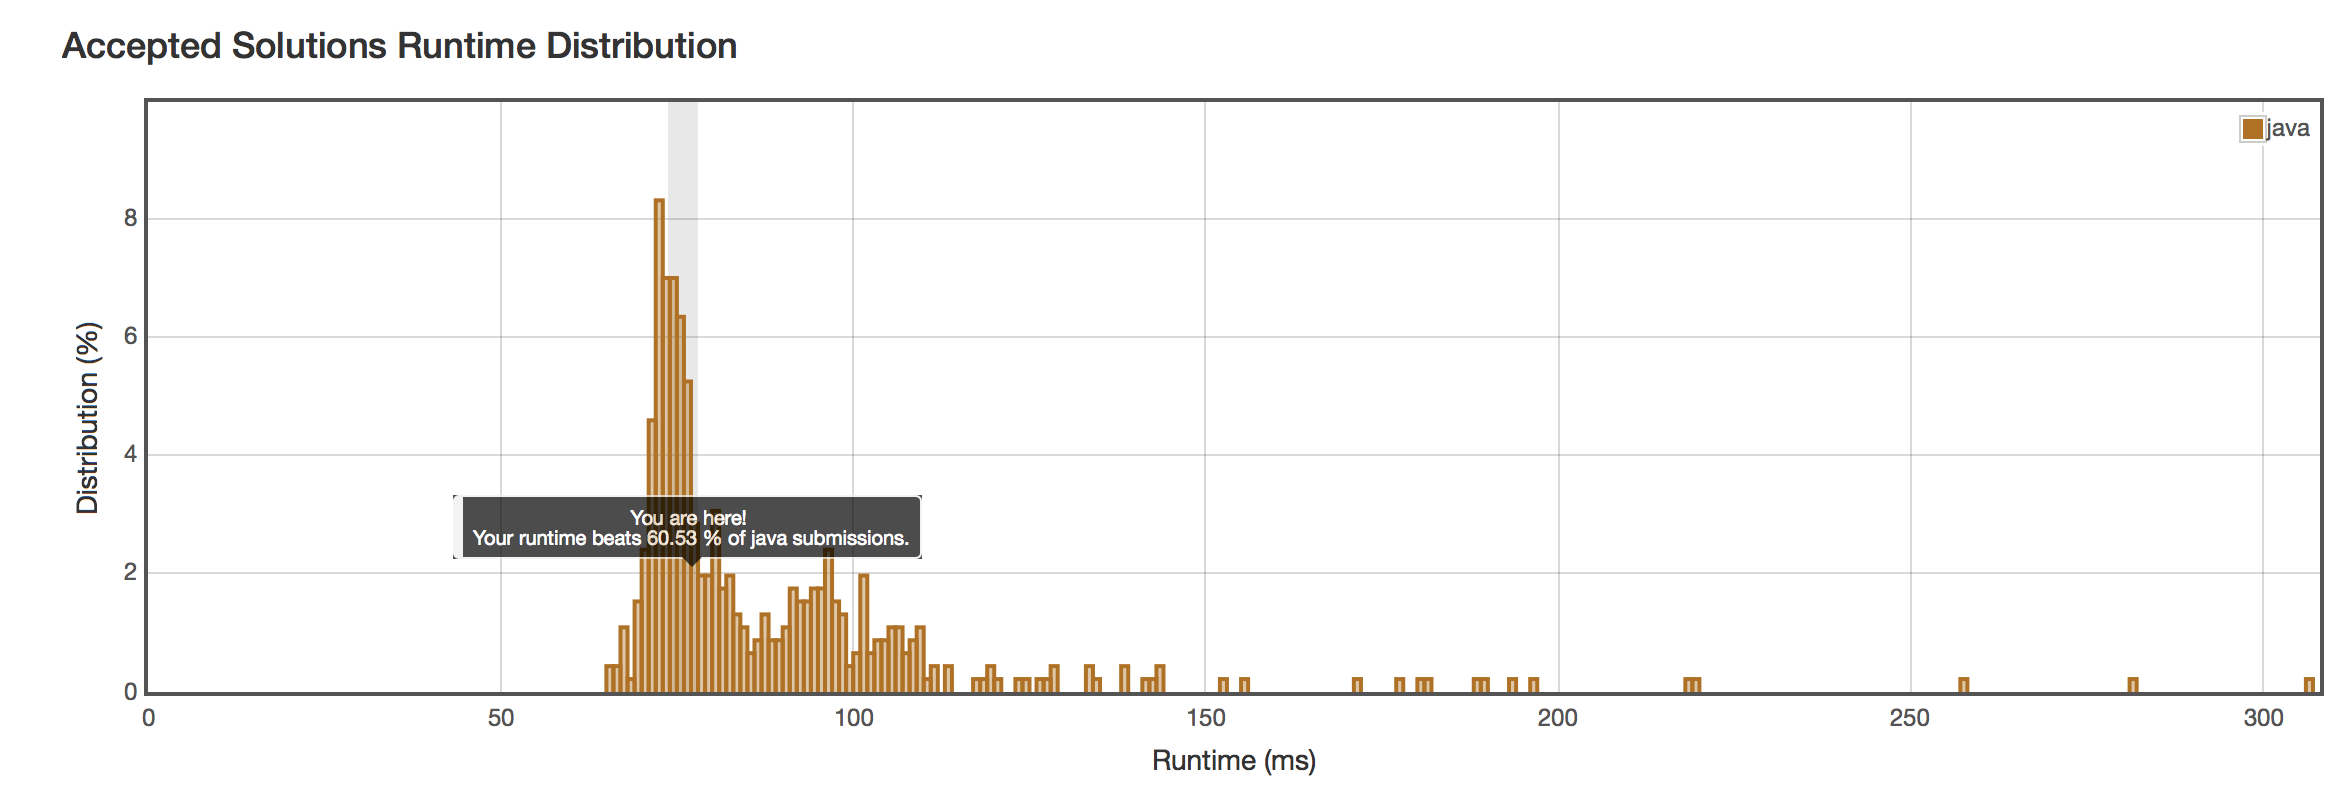 Accepted Solutions Runtime Distribution
java
8
6
4
2
0
Distribution (%)
You are here!
Your runtime beats 60.53 % of java submissions.
0 50 100 150 200 250 300
Runtime (ms)